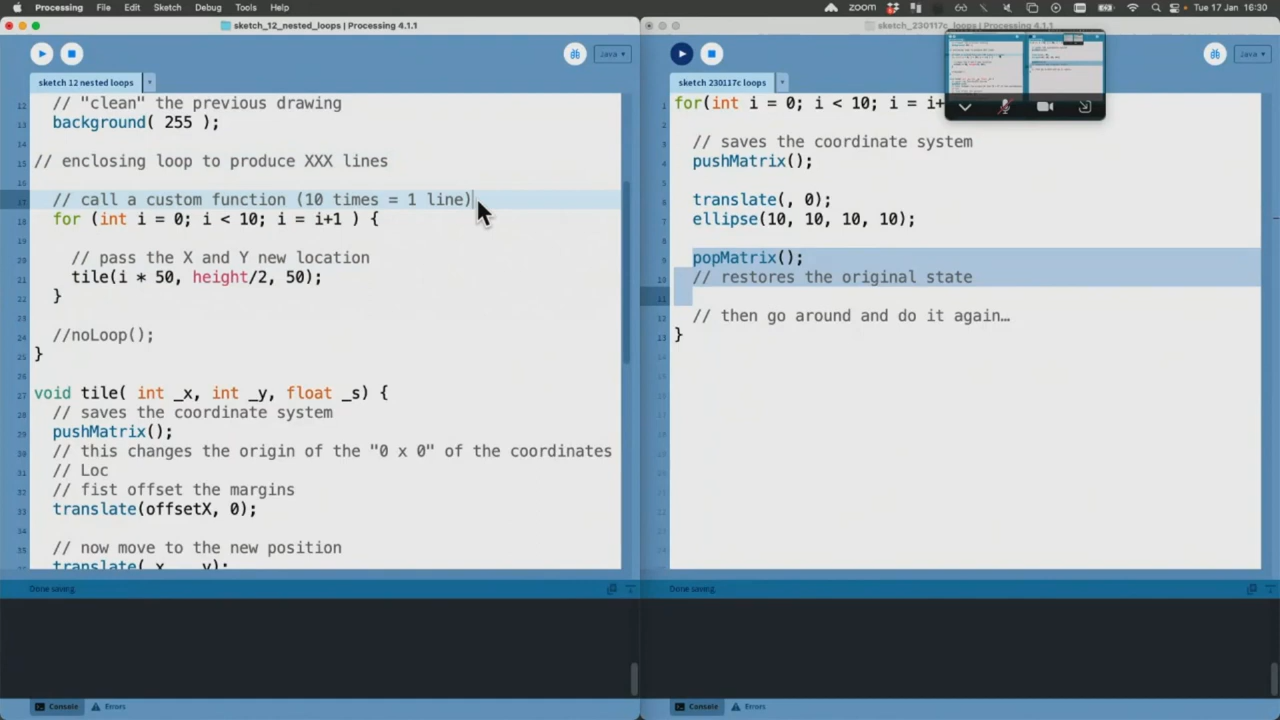 Processing File Edit Sketch Debug Tools Help zoom Tue 17 Jan 16:30
sketch_12_nested_loops | Processing 4.1.1
Java
sketch 12 nested loops
12 // "clean" the previous drawing
13 background( 255 );
14
15 // enclosing loop to produce XXX lines
16
17 // call a custom function (10 times = 1 line)
18 for (int i = 0; i < 10; i = i+1 ) {
19
20 // pass the X and Y new location
21 tile(i * 50, height/2, 50);
22 }
23
24 //noLoop();
25 }
26
27 void tile( int _x, int _y, float _s) {
28 // saves the coordinate system
29 pushMatrix();
30 // this changes the origin of the "0 x 0" of the coordinates
31 // Loc
32 // fist offset the margins
33 translate(offsetX, 0);
34
35 // now move to the new position
translate(_x, _y);
Done saving.
Console Errors
sketch_230117c_loops | Processing 4.1.1
Java
sketch 230117c loops
1 for(int i = 0; i < 10; i = i+
2
3 // saves the coordinate system
4 pushMatrix();
5
6 translate(, 0);
7 ellipse(10, 10, 10, 10);
8
9 popMatrix();
10 // restores the original state
11
12 // then go around and do it again…
13 }
Done saving.
Console Errors